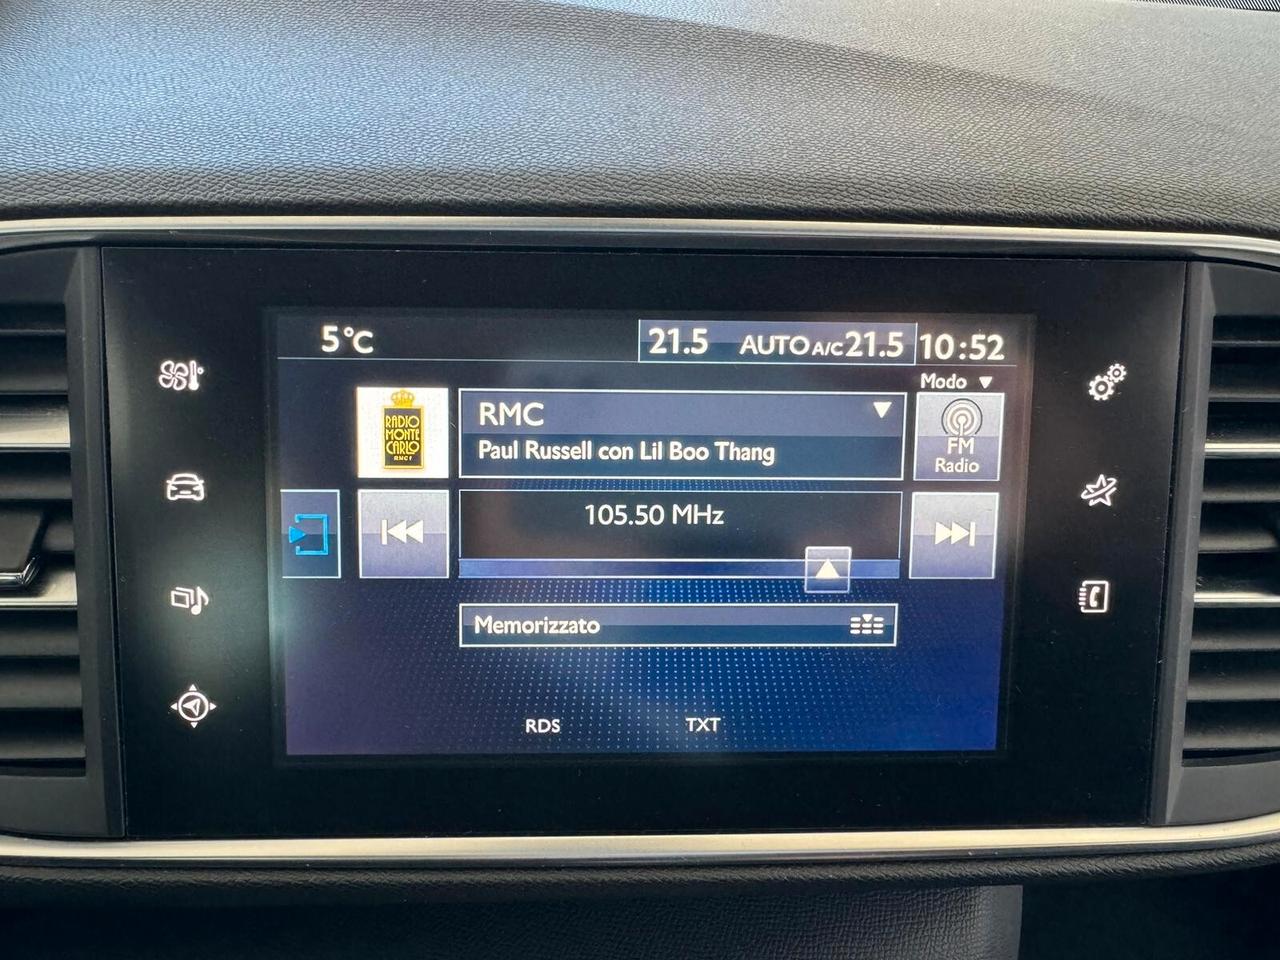 5°C
21.5 AUTO A/C 21.5
10:52
Modo
RADIO
MONTE
CARLO
RMC1
RMC
Paul Russell con Lil Boo Thang
FM
Radio
105.50 MHz
Memorizzato
RDS TXT